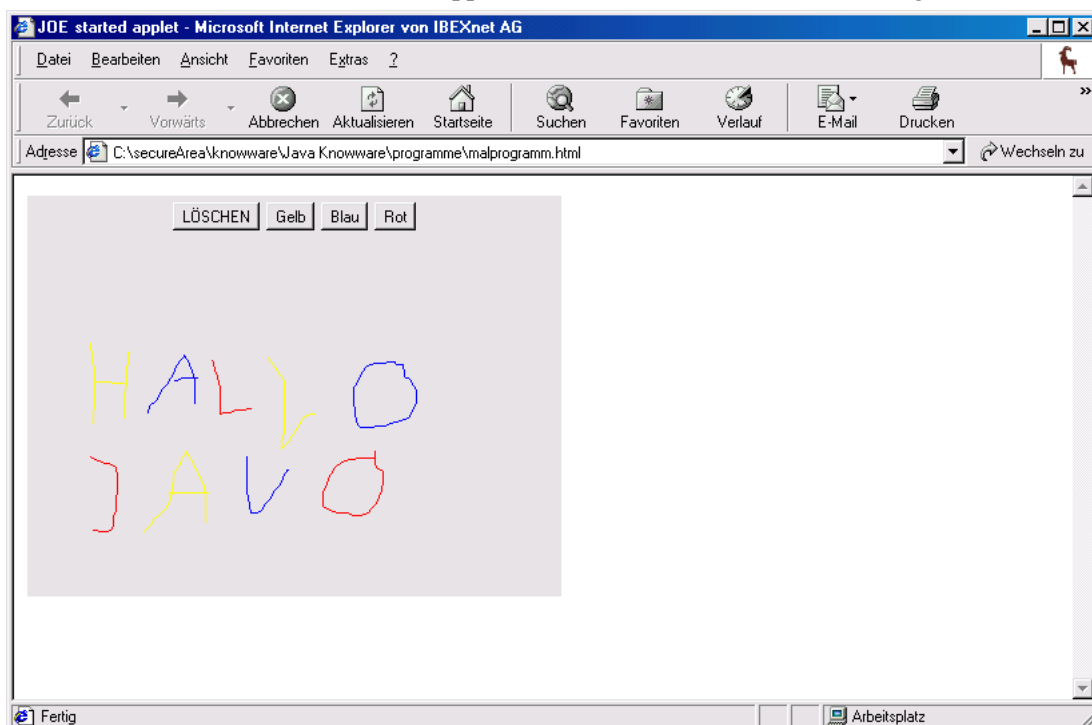 JOE started applet - Microsoft Internet Explorer von IBEXnet AG
Datei Bearbeiten Ansicht Favoriten Extras ?
Zurück Vorwärts Abbrechen Aktualisieren Startseite Suchen Favoriten Verlauf E-Mail Drucken »
Adresse C:\secureArea\knowware\Java Knowware\programme\malprogramm.html Wechseln zu
LÖSCHEN Gelb Blau Rot
HALLO
JAVO
Fertig Arbeitsplatz